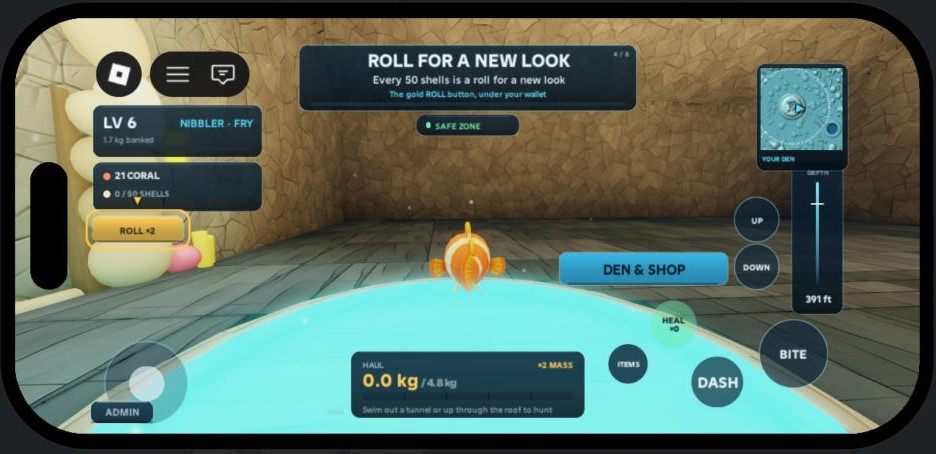 ROLL FOR A NEW LOOK
4 / 8
Every 50 shells is a roll for a new look
The gold ROLL button, under your wallet
SAFE ZONE
LV 6
NIBBLER - FRY
1.7 kg banked
21 CORAL
0 / 50 SHELLS
ROLL ×2
YOUR DEN
DEPTH
UP
DOWN
391 ft
DEN & SHOP
HEAL
×0
ITEMS
DASH
BITE
HAUL
×2 MASS
0.0 kg / 4.8 kg
Swim out a tunnel or up through the roof to hunt
ADMIN